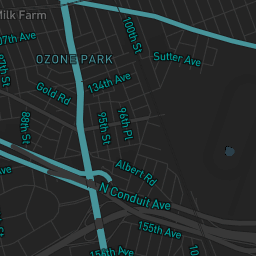 Milk Farm
107th Ave
100th St
Sutter Ave
OZONE PARK
134th Ave
Gold Rd
88th St
95th St
96th Pl
Albert Rd
N Conduit Ave
155th Ave
155th Ave